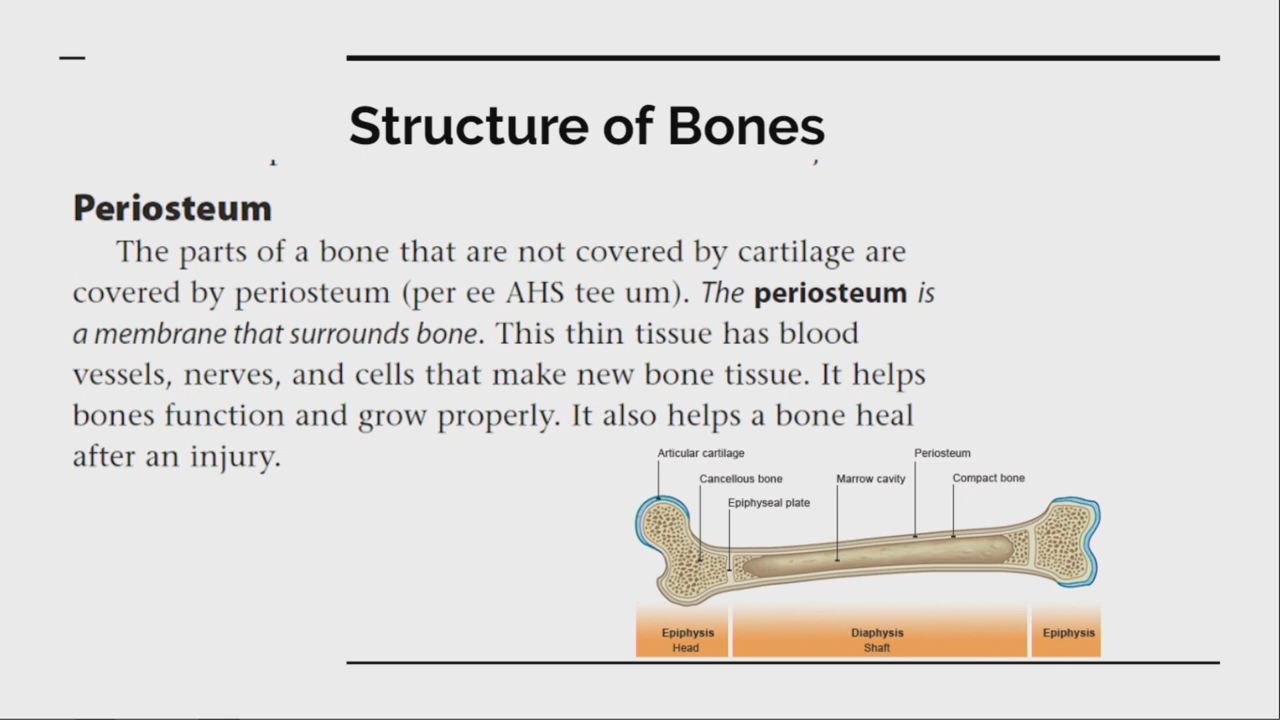 Structure of Bones
Periosteum
The parts of a bone that are not covered by cartilage are
covered by periosteum (per ee AHS tee um). The periosteum is
a membrane that surrounds bone. This thin tissue has blood
vessels, nerves, and cells that make new bone tissue. It helps
bones function and grow properly. It also helps a bone heal
after an injury.
Articular cartilage
Periosteum
Cancellous bone
Marrow cavity
Compact bone
Epiphyseal plate
Epiphysis
Head
Diaphysis
Shaft
Epiphysis